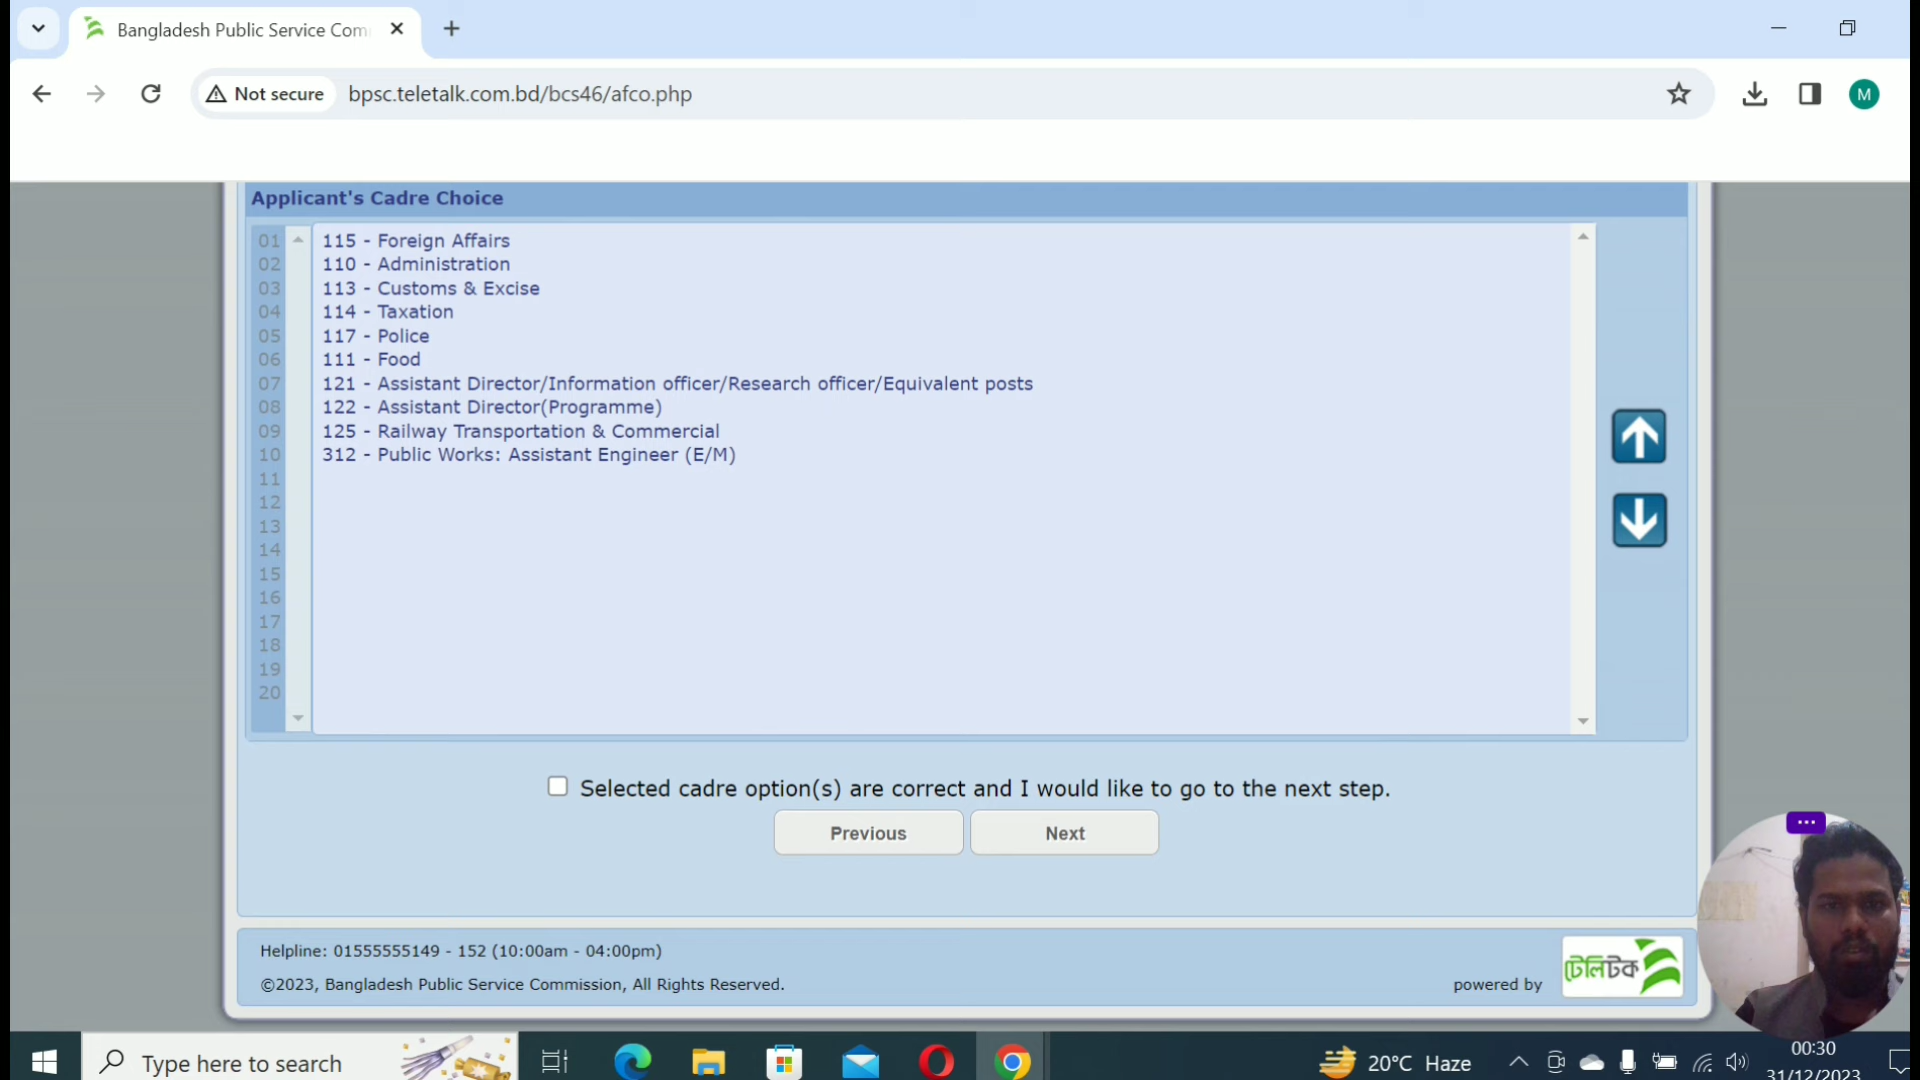 Bangladesh Public Service Com
Not secure
bpsc.teletalk.com.bd/bcs46/afco.php
M
Applicant's Cadre Choice
01 115 - Foreign Affairs
02 110 - Administration
03 113 - Customs & Excise
04 114 - Taxation
05 117 - Police
06 111 - Food
07 121 - Assistant Director/Information officer/Research officer/Equivalent posts
08 122 - Assistant Director(Programme)
09 125 - Railway Transportation & Commercial
10 312 - Public Works: Assistant Engineer (E/M)
11
12
13
14
15
16
17
18
19
20
Selected cadre option(s) are correct and I would like to go to the next step.
Previous Next
Helpline: 01555555149 - 152 (10:00am - 04:00pm)
©2023, Bangladesh Public Service Commission, All Rights Reserved.
powered by
টেলিটক
Type here to search
20°C Haze
00:30
31/12/2023